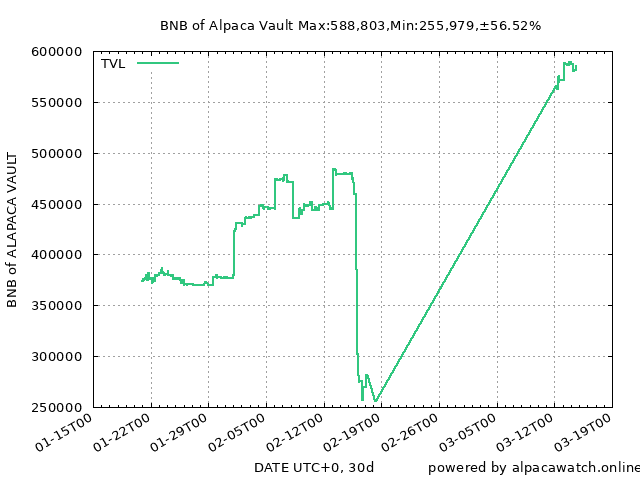 BNB of Alpaca Vault Max:588,803,Min:255,979,±56.52%
TVL
600000
550000
500000
450000
400000
350000
300000
250000
BNB of ALAPACA VAULT
01-15T00
01-22T00
01-29T00
02-05T00
02-12T00
02-19T00
02-26T00
03-05T00
03-12T00
03-19T00
DATE UTC+0, 30d
powered by alpacawatch.online